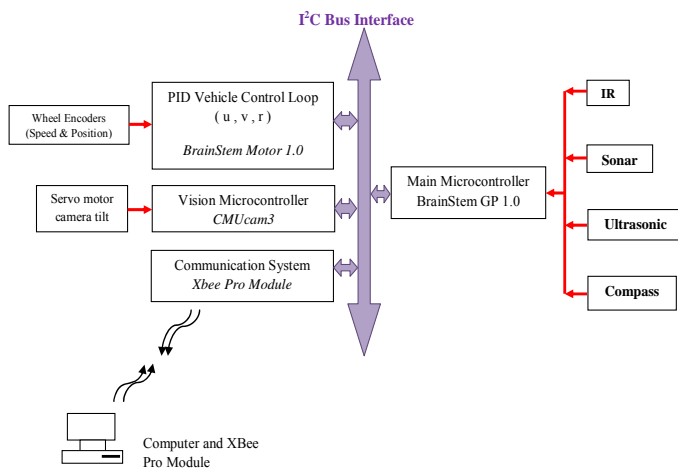 I²C Bus Interface
PID Vehicle Control Loop
( u , v , r )
BrainStem Motor 1.0
Wheel Encoders
(Speed & Position)
Servo motor
camera tilt
Vision Microcontroller
CMUcam3
Communication System
Xbee Pro Module
Main Microcontroller
BrainStem GP 1.0
IR
Sonar
Ultrasonic
Compass
Computer and XBee
Pro Module